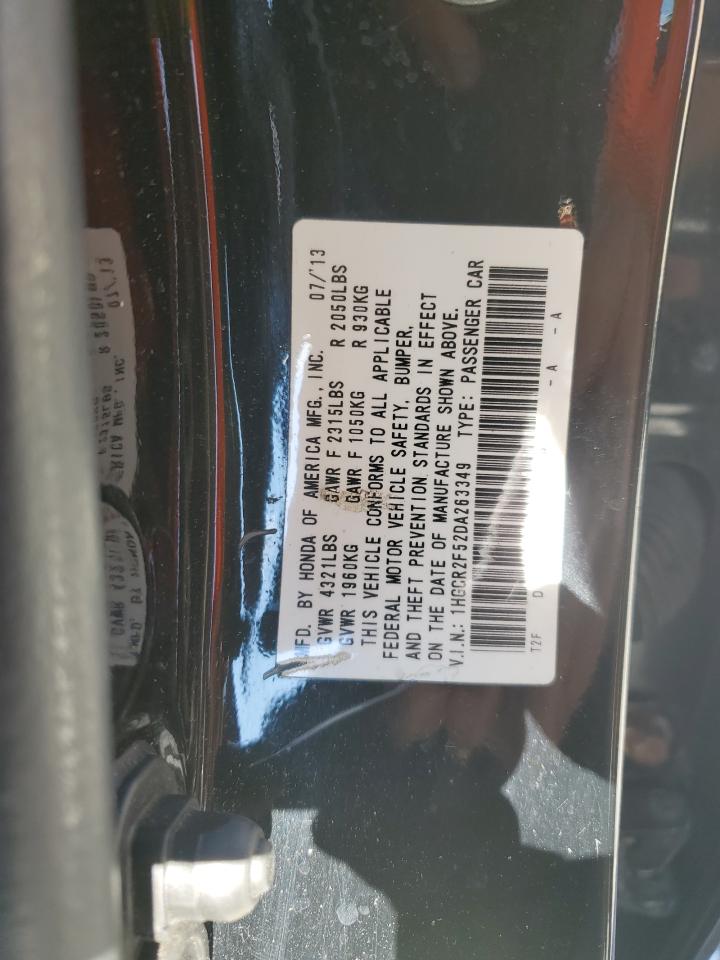 MFD. BY HONDA OF AMERICA MFG., INC. 07/'13
GVWR 4321LBS GAWR F 2315LBS R 2050LBS
GVWR 1960KG GAWR F 1050KG R 930KG
THIS VEHICLE CONFORMS TO ALL APPLICABLE
FEDERAL MOTOR VEHICLE SAFETY, BUMPER,
AND THEFT PREVENTION STANDARDS IN EFFECT
ON THE DATE OF MANUFACTURE SHOWN ABOVE.
V.I.N.: 1HGCR2F52DA263349 TYPE: PASSENGER CAR
T2F D -A -A